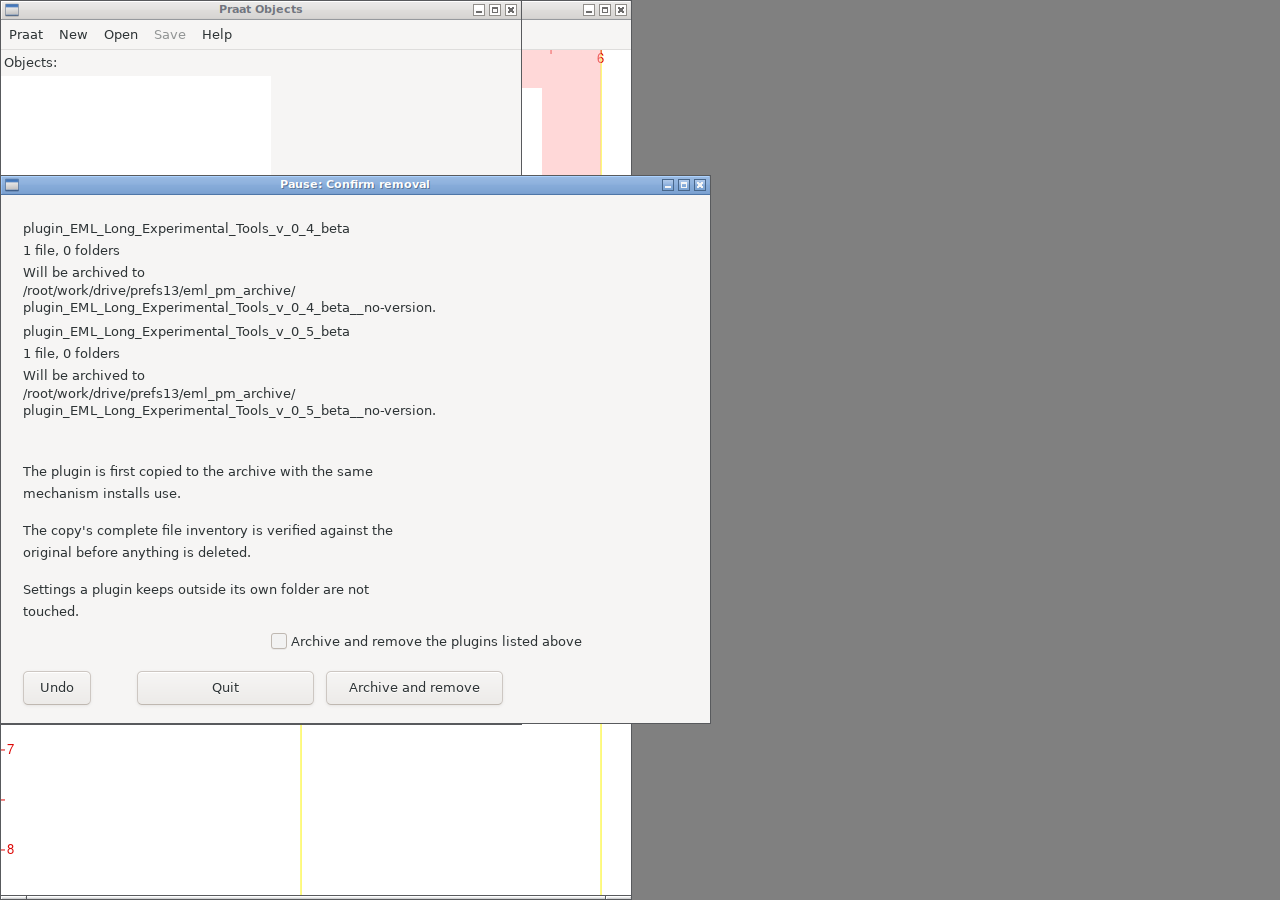 Praat Objects
Praat New Open Save Help
Objects:
6
Pause: Confirm removal
plugin_EML_Long_Experimental_Tools_v_0_4_beta
1 file, 0 folders
Will be archived to
/root/work/drive/prefs13/eml_pm_archive/
plugin_EML_Long_Experimental_Tools_v_0_4_beta__no-version.
plugin_EML_Long_Experimental_Tools_v_0_5_beta
1 file, 0 folders
Will be archived to
/root/work/drive/prefs13/eml_pm_archive/
plugin_EML_Long_Experimental_Tools_v_0_5_beta__no-version.
The plugin is first copied to the archive with the same
mechanism installs use.
The copy's complete file inventory is verified against the
original before anything is deleted.
Settings a plugin keeps outside its own folder are not
touched.
Archive and remove the plugins listed above
Undo Quit Archive and remove
7
8